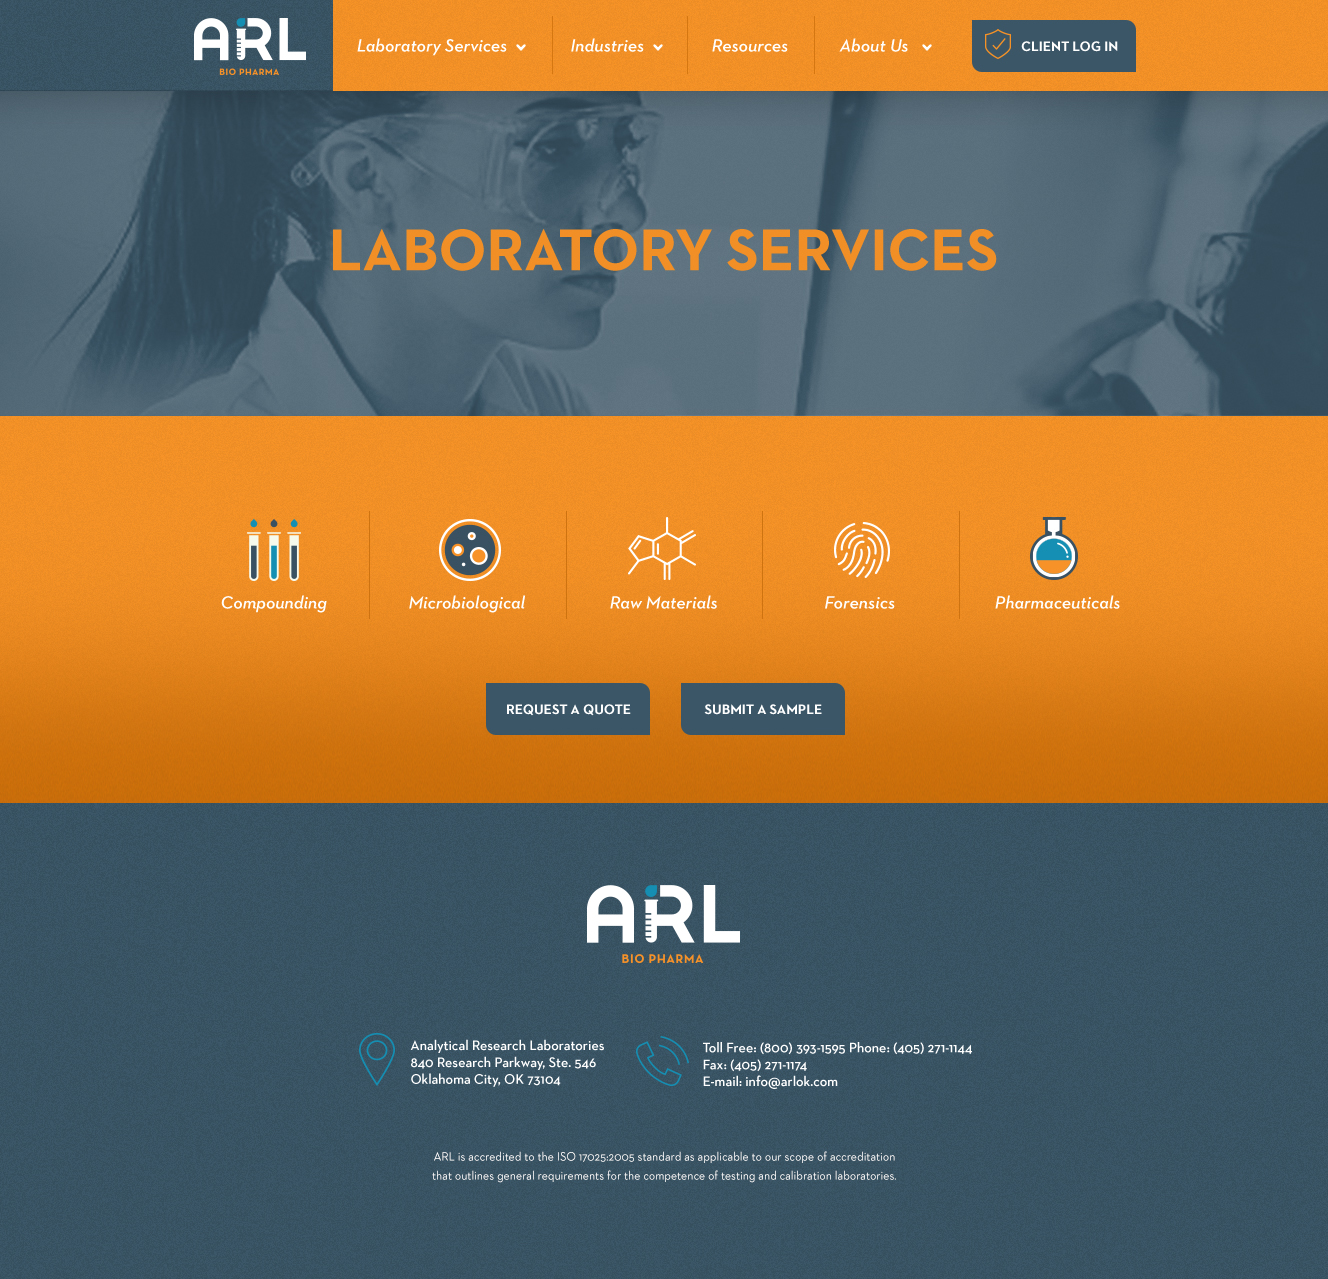 ARL
BIO PHARMA
Laboratory Services
Industries
Resources
About Us
CLIENT LOG IN
LABORATORY SERVICES
Compounding
Microbiological
Raw Materials
Forensics
Pharmaceuticals
REQUEST A QUOTE
SUBMIT A SAMPLE
ARL
BIO PHARMA
Analytical Research Laboratories
840 Research Parkway, Ste. 546
Oklahoma City, OK 73104
Toll Free: (800) 393-1595 Phone: (405) 271-1144
Fax: (405) 271-1174
E-mail: info@arlok.com
ARL is accredited to the ISO 17025:2005 standard as applicable to our scope of accreditation
that outlines general requirements for the competence of testing and calibration laboratories.